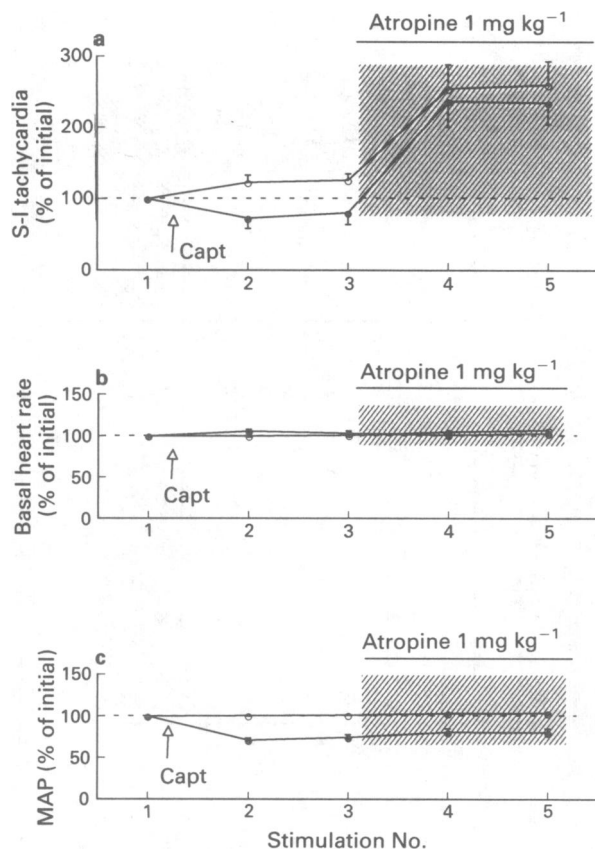 Atropine 1 mg kg⁻¹
a
S-I tachycardia
(% of initial)
300
200
100
0
Capt
1 2 3 4 5
Atropine 1 mg kg⁻¹
b
Basal heart rate
(% of initial)
150
100
50
0
Capt
1 2 3 4 5
Atropine 1 mg kg⁻¹
c
MAP (% of initial)
150
100
50
0
Capt
1 2 3 4 5
Stimulation No.